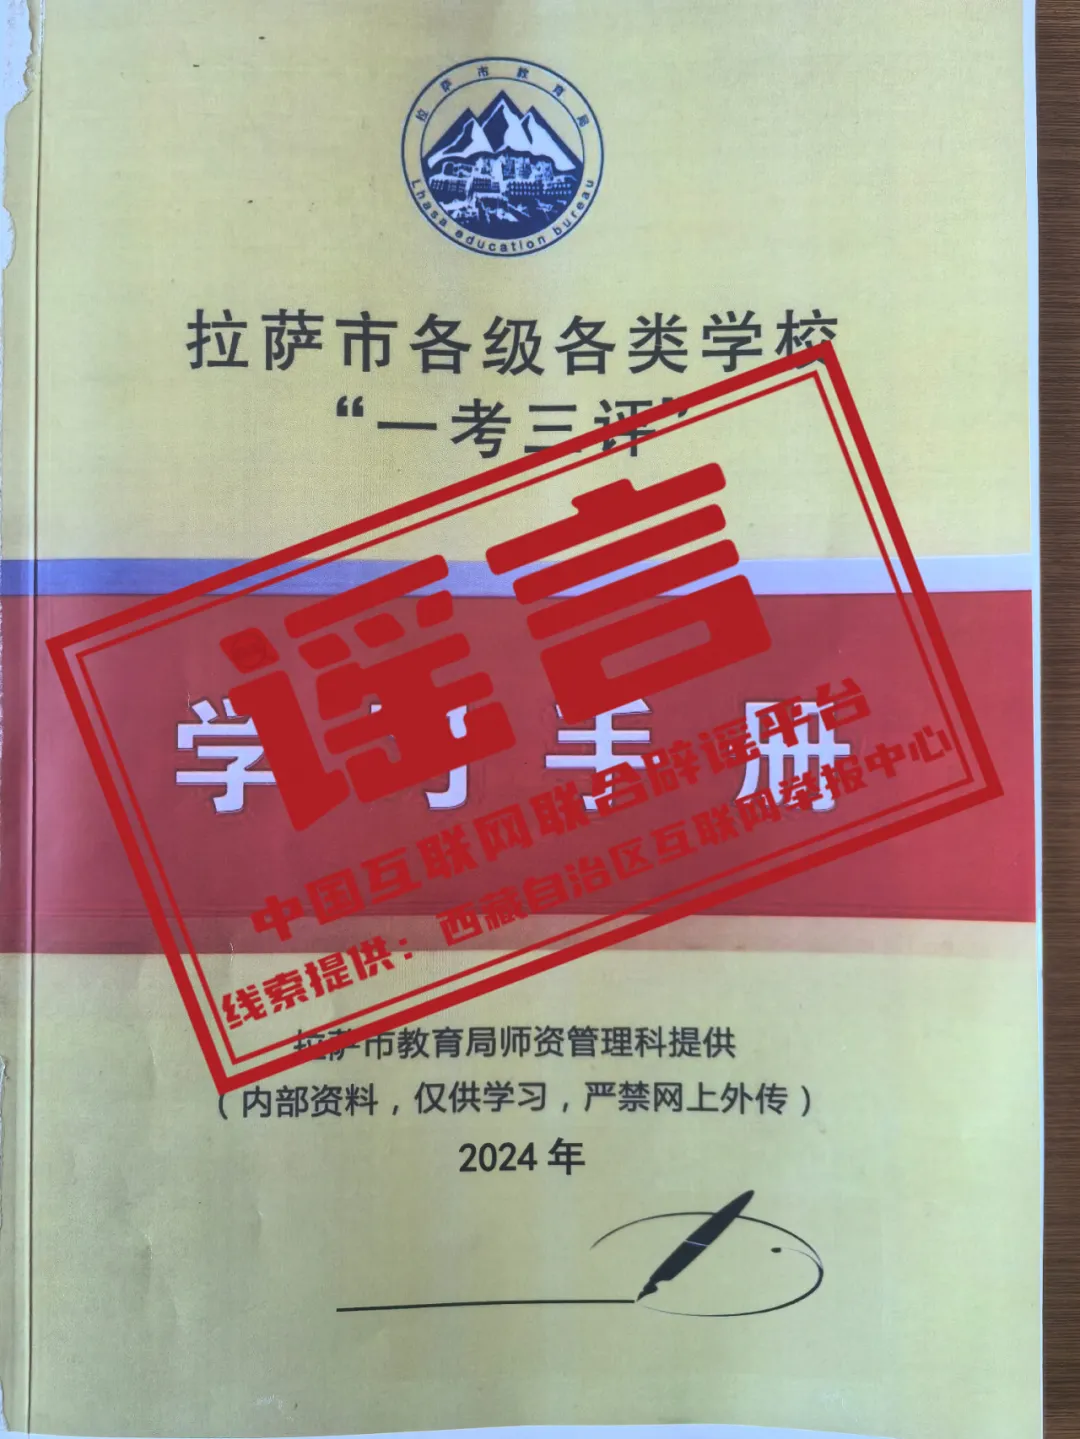 拉萨市教育局
Lhasa education bureau
拉萨市各级各类学校
“一考三评”
谣言
学习手册
中国互联网联合辟谣平台
线索提供：西藏自治区互联网举报中心
拉萨市教育局师资管理科提供
（内部资料，仅供学习，严禁网上外传）
2024 年